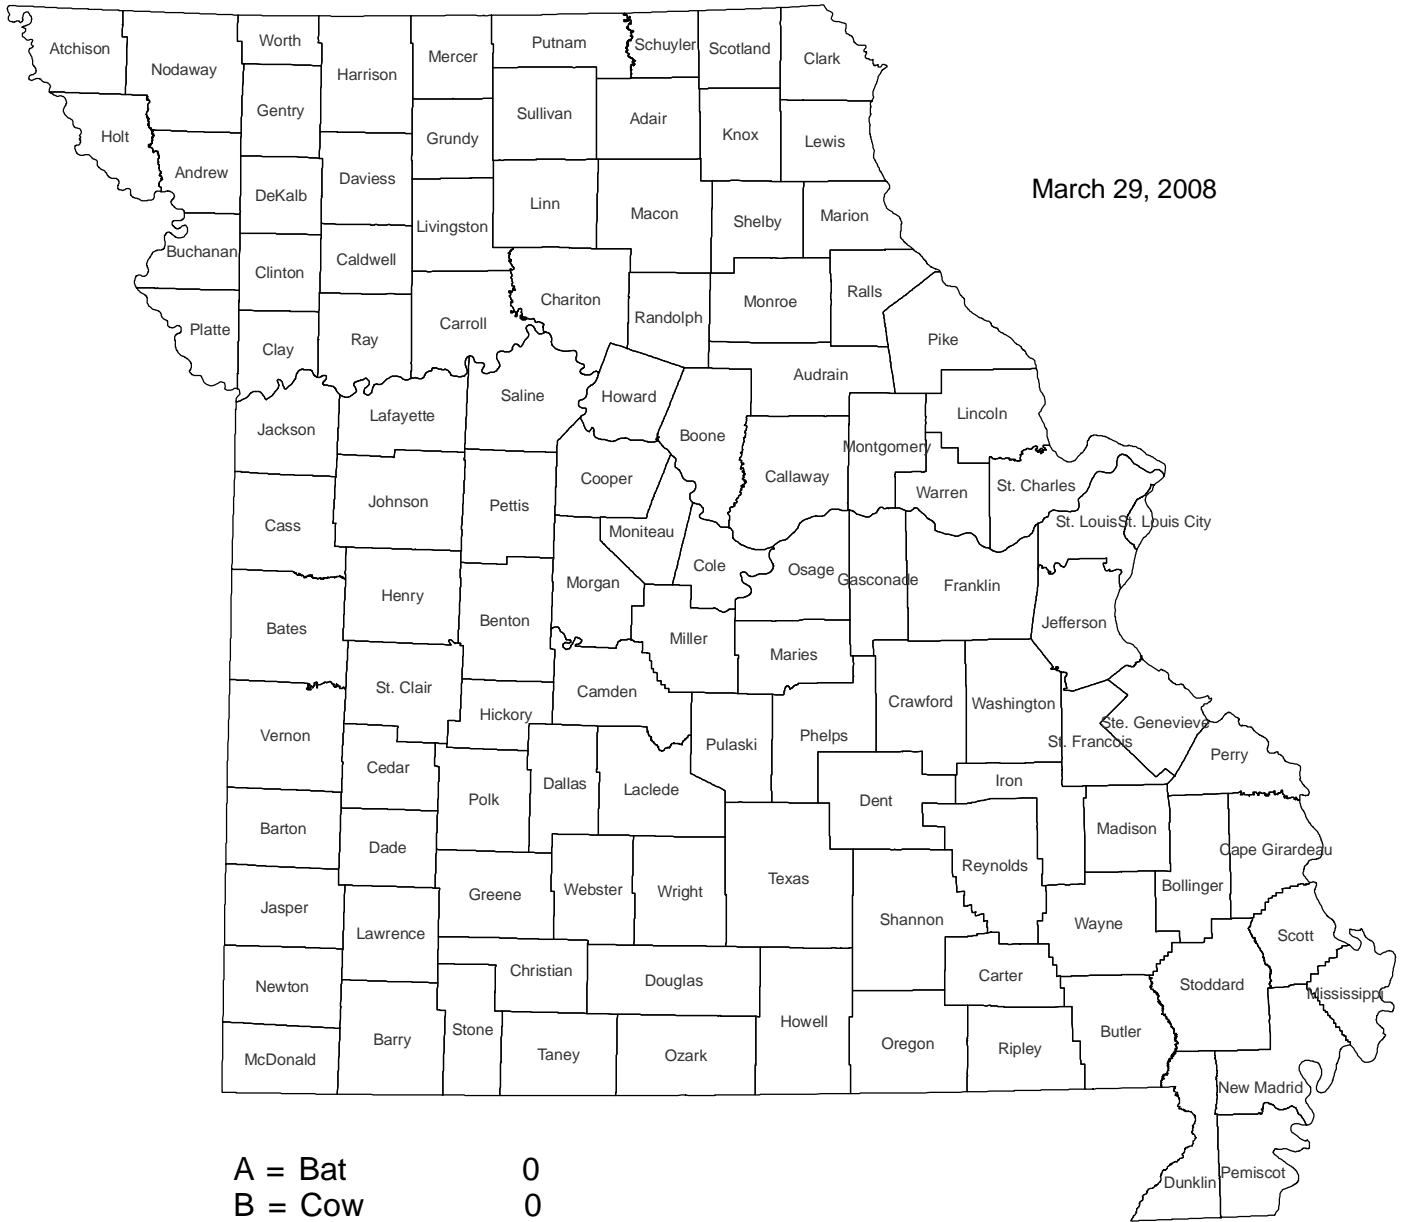 Atchison
Nodaway
Worth
Harrison
Mercer
Putnam
Schuyler
Scotland
Clark
Gentry
Sullivan
Adair
Knox
Lewis
Holt
Grundy
Andrew
DeKalb
Daviess
Livingston
Linn
Macon
Shelby
Marion
March 29, 2008
Buchanan
Clinton
Caldwell
Chariton
Randolph
Monroe
Ralls
Platte
Clay
Ray
Carroll
Pike
Audrain
Saline
Howard
Lafayette
Jackson
Boone
Lincoln
Montgomery
Cooper
Callaway
Warren
St. Charles
Johnson
Pettis
Cass
Moniteau
St. Louis
St. Louis City
Morgan
Cole
Osage
Gasconade
Franklin
Henry
Benton
Bates
Miller
Maries
Jefferson
St. Clair
Camden
Hickory
Crawford
Washington
Ste. Genevieve
St. Francois
Vernon
Pulaski
Phelps
Perry
Cedar
Polk
Dallas
Laclede
Dent
Iron
Barton
Dade
Madison
Cape Girardeau
Reynolds
Texas
Bollinger
Jasper
Greene
Webster
Wright
Lawrence
Shannon
Wayne
Scott
Newton
Christian
Douglas
Carter
Stoddard
Mississippi
Howell
Barry
Stone
McDonald
Taney
Ozark
Oregon
Ripley
Butler
New Madrid
Dunklin
Pemiscot
A = Bat 0
B = Cow 0